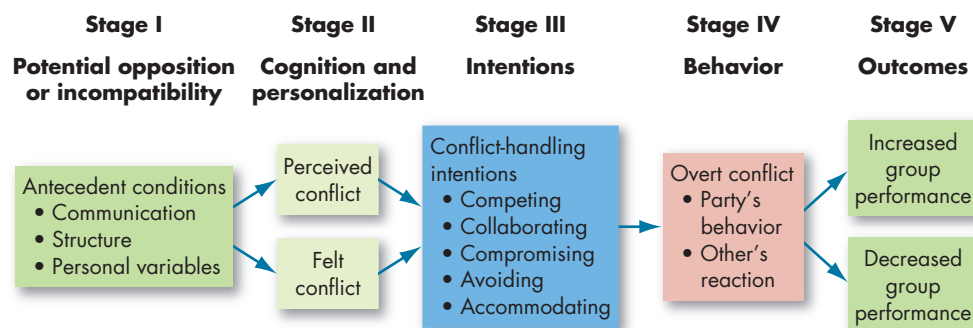 Stage I
Stage II
Stage III
Stage IV
Stage V
Potential opposition
or incompatibility
Cognition and
personalization
Intentions
Behavior
Outcomes
Antecedent conditions
• Communication
• Structure
• Personal variables
Perceived
conflict
Felt
conflict
Conflict-handling
intentions
• Competing
• Collaborating
• Compromising
• Avoiding
• Accommodating
Overt conflict
• Party's
behavior
• Other's
reaction
Increased
group
performance
Decreased
group
performance